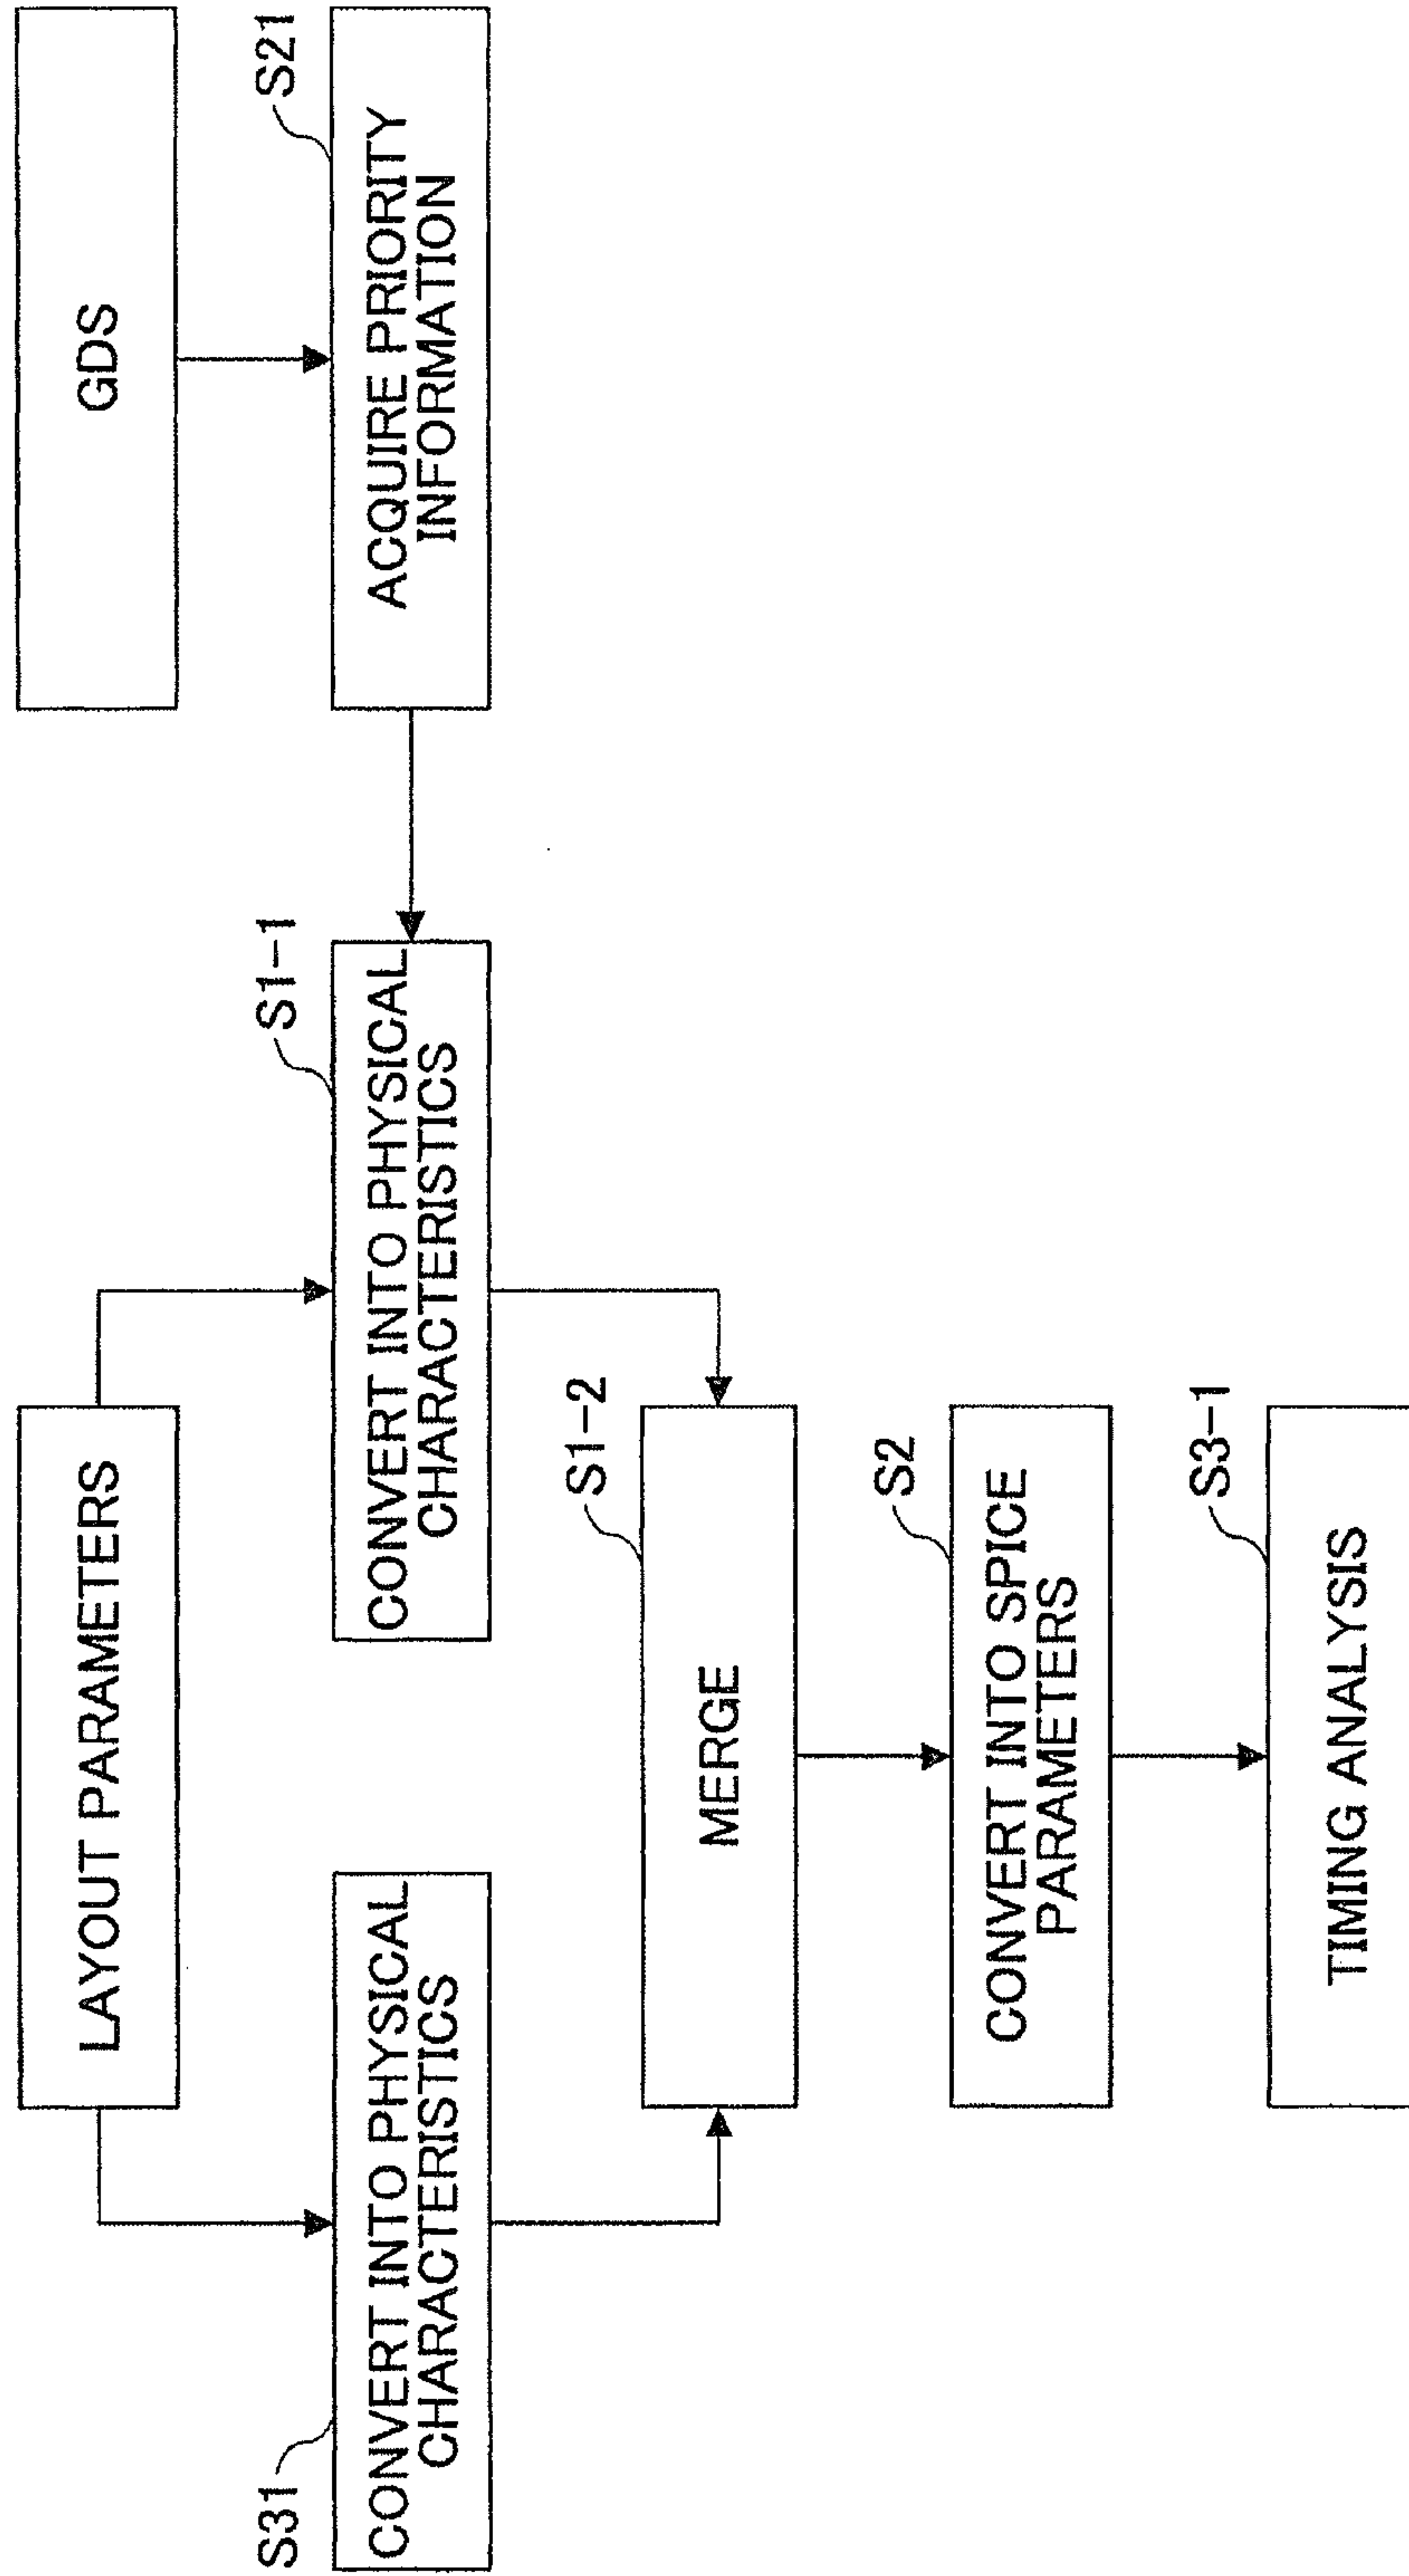 LAYOUT PARAMETERS
GDS
S31
CONVERT INTO PHYSICAL
CHARACTERISTICS
S1-1
CONVERT INTO PHYSICAL
CHARACTERISTICS
S21
ACQUIRE PRIORITY
INFORMATION
S1-2
MERGE
S2
CONVERT INTO SPICE
PARAMETERS
S3-1
TIMING ANALYSIS